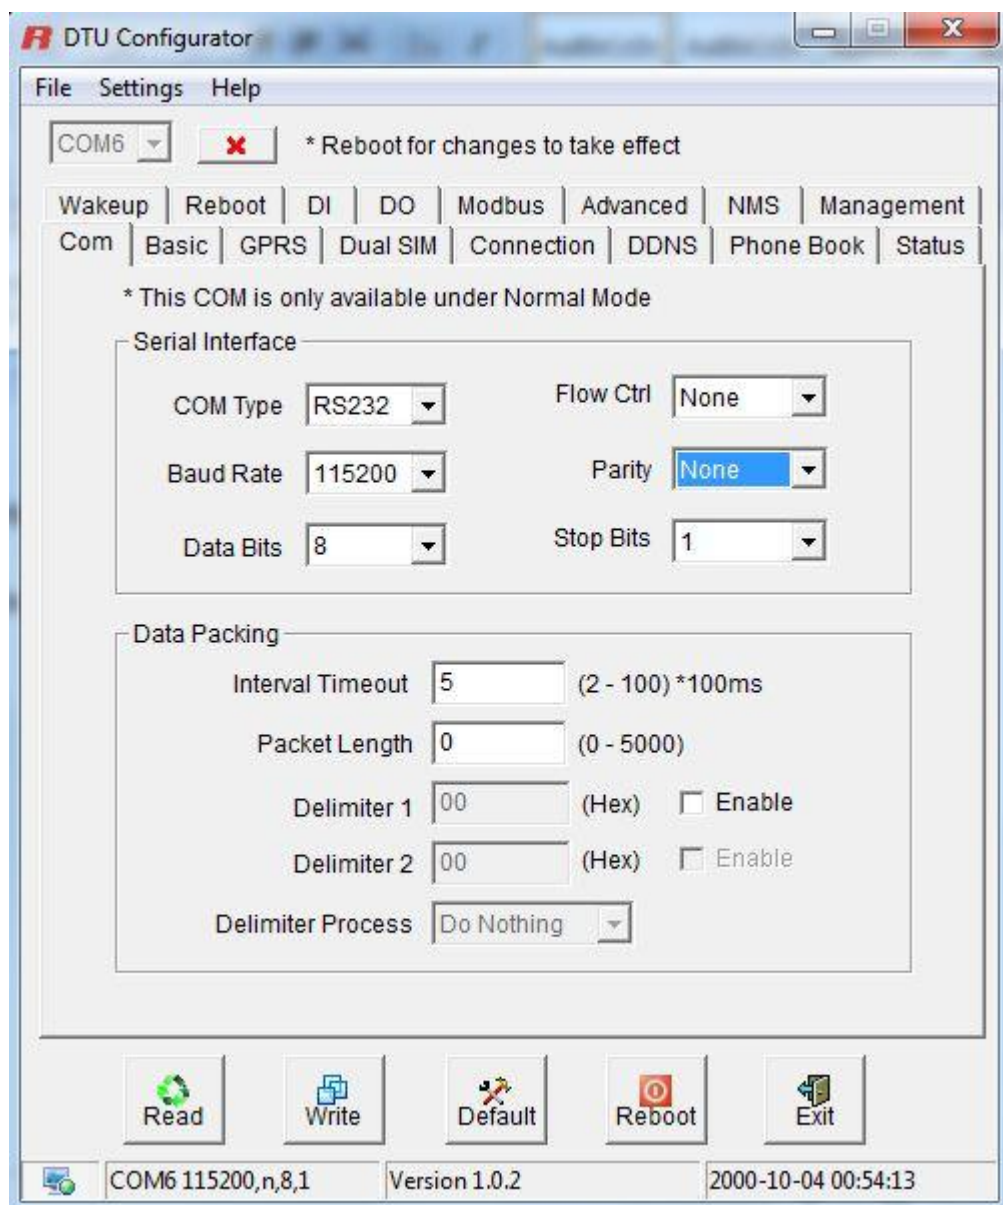 DTU Configurator
File Settings Help
COM6 * Reboot for changes to take effect
Wakeup Reboot DI DO Modbus Advanced NMS Management
Com Basic GPRS Dual SIM Connection DDNS Phone Book Status
* This COM is only available under Normal Mode
Serial Interface
COM Type RS232 Flow Ctrl None
Baud Rate 115200 Parity None
Data Bits 8 Stop Bits 1
Data Packing
Interval Timeout 5 (2 - 100) *100ms
Packet Length 0 (0 - 5000)
Delimiter 1 00 (Hex) Enable
Delimiter 2 00 (Hex) Enable
Delimiter Process Do Nothing
Read Write Default Reboot Exit
COM6 115200,n,8,1 Version 1.0.2 2000-10-04 00:54:13